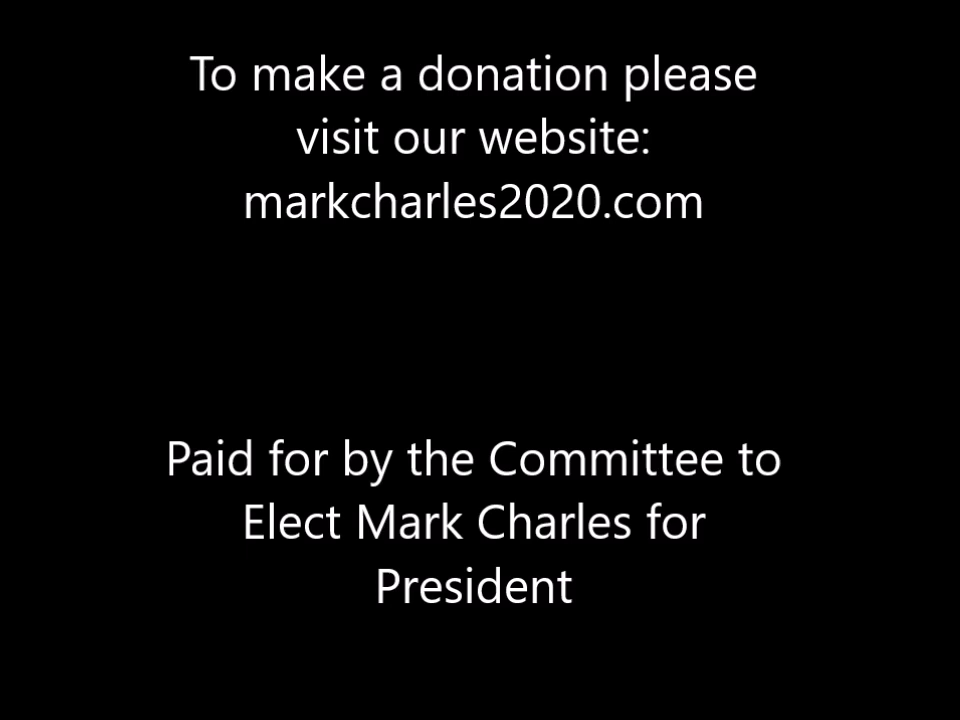 To make a donation please
visit our website:
markcharles2020.com
Paid for by the Committee to
Elect Mark Charles for
President